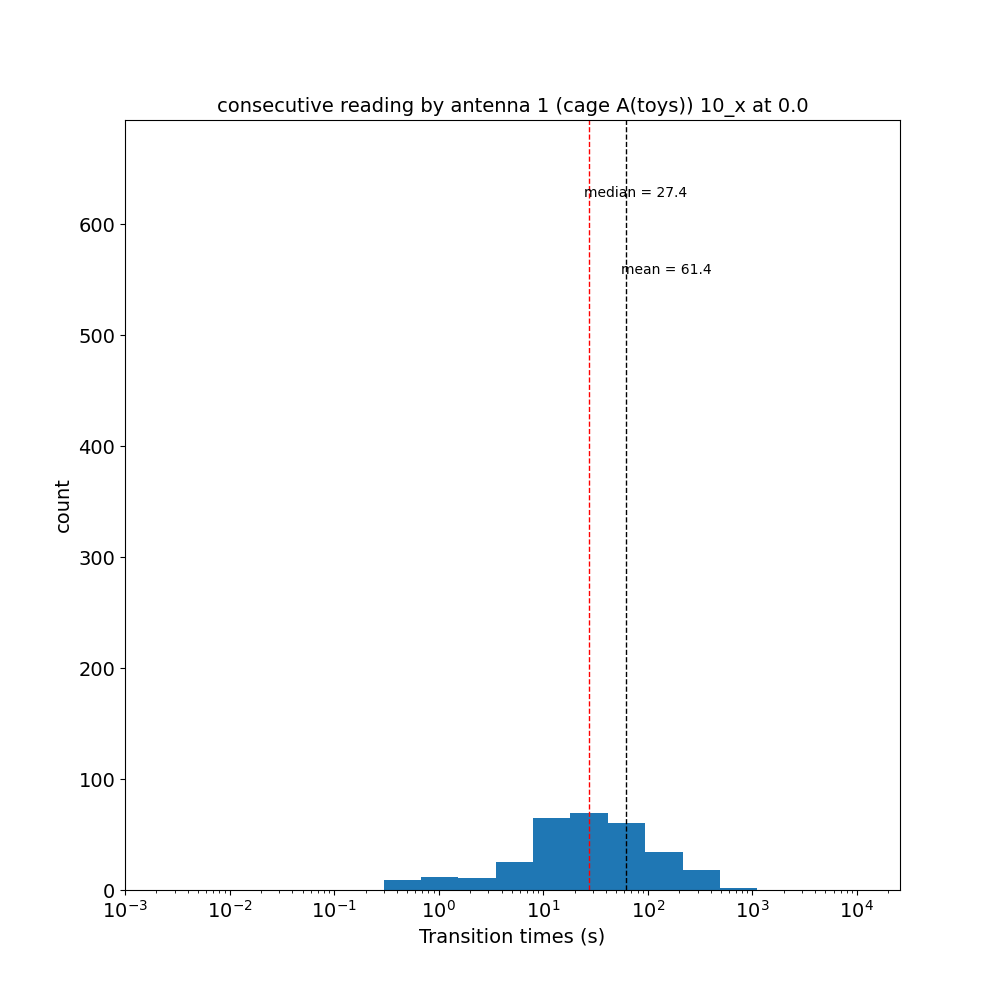 consecutive reading by antenna 1 (cage A(toys)) 10_x at 0.0
median = 27.4
mean = 61.4
600
500
400
300
200
100
0
count
10⁻³ 10⁻² 10⁻¹ 10⁰ 10¹ 10² 10³ 10⁴
Transition times (s)